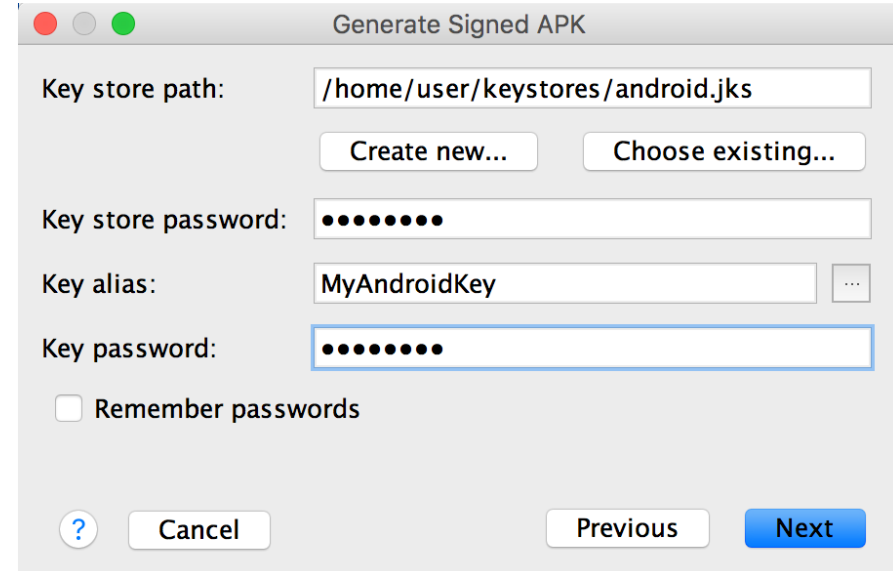 Generate Signed APK
Key store path: /home/user/keystores/android.jks
Create new... Choose existing...
Key store password: ••••••••
Key alias: MyAndroidKey ...
Key password: ••••••••
Remember passwords
? Cancel Previous Next